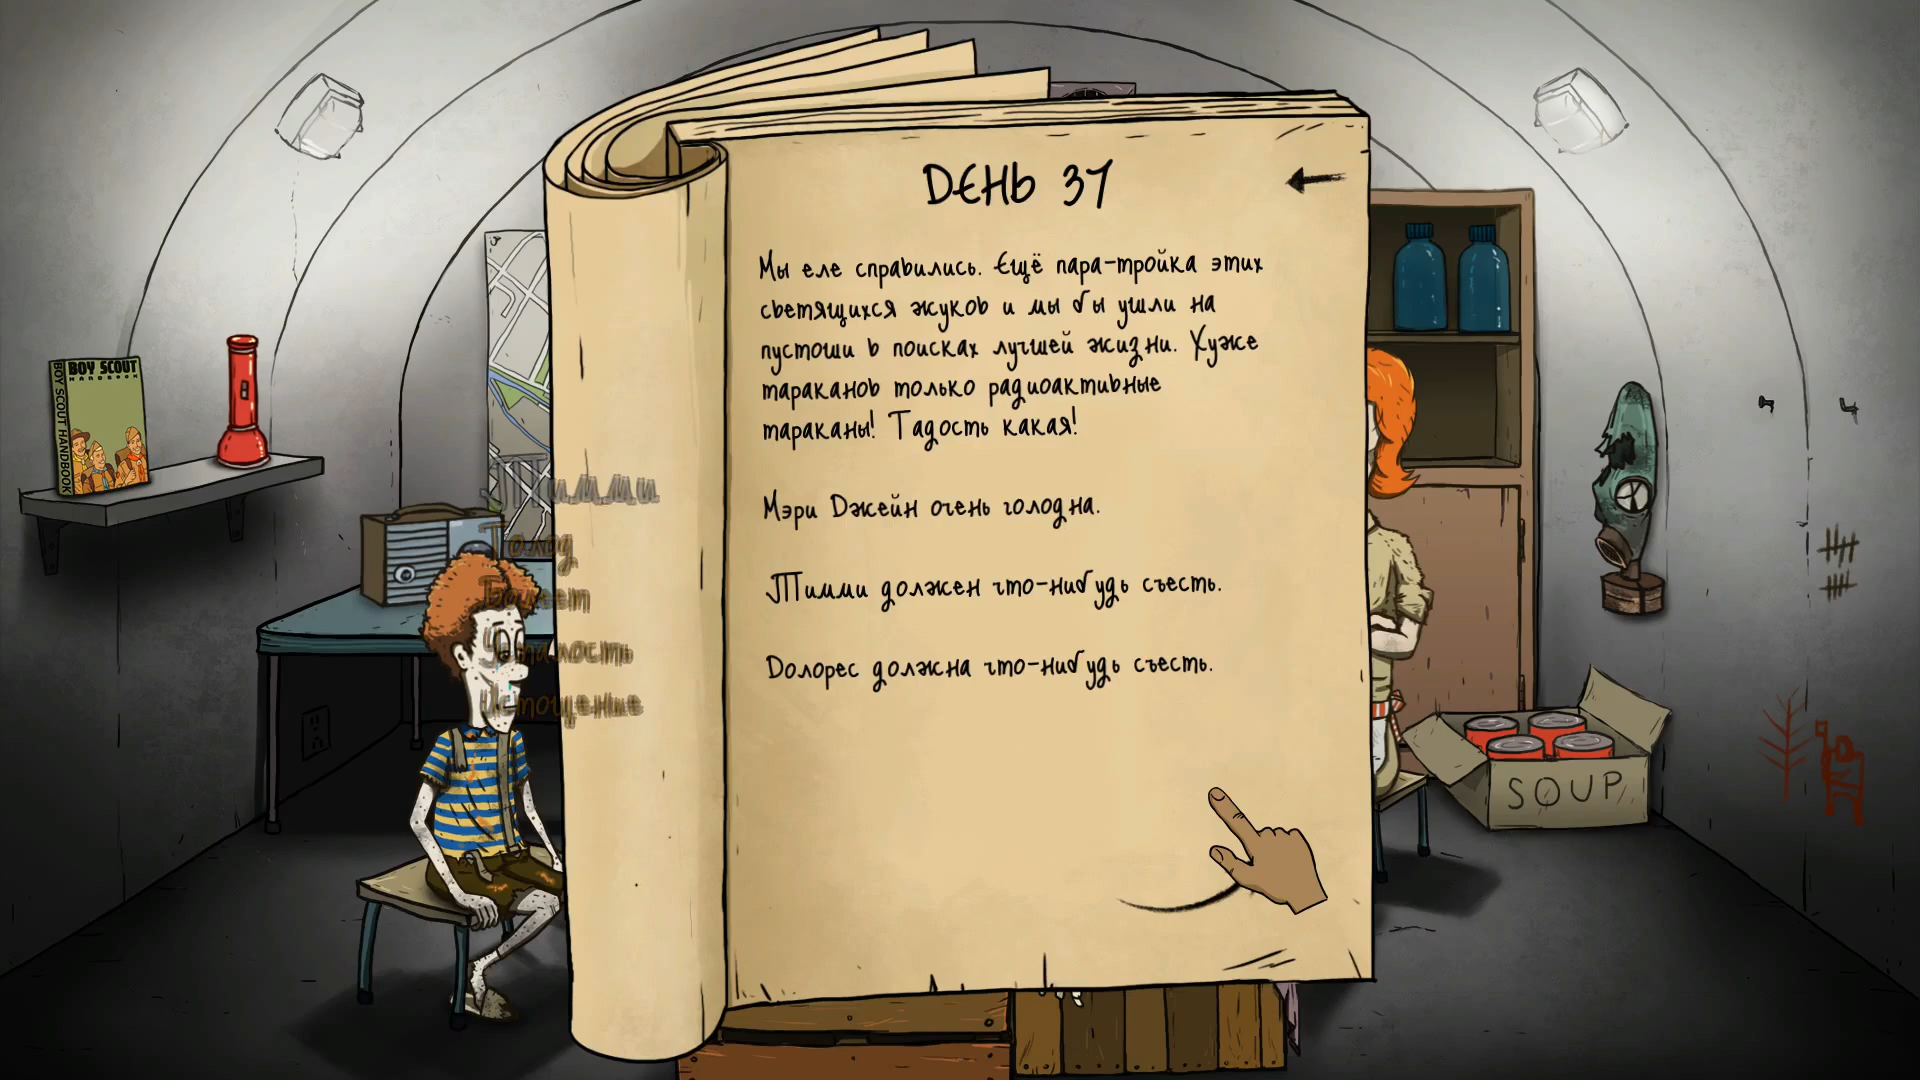 ДЕНЬ 37
Мы еле справились. Ещё пара-тройка этих
светящихся жуков и мы бы ушли на
пустоши в поисках лучшей жизни. Хуже
тараканов только радиоактивные
тараканы! Гадость какая!
Мэри Джейн очень голодна.
Тимми должен что-нибудь съесть.
Долорес должна что-нибудь съесть.
BOY SCOUT
HANDBOOK
BOY SCOUT HANDBOOK
Тимми
Голод
Болеет
Усталость
Истощение
SOUP